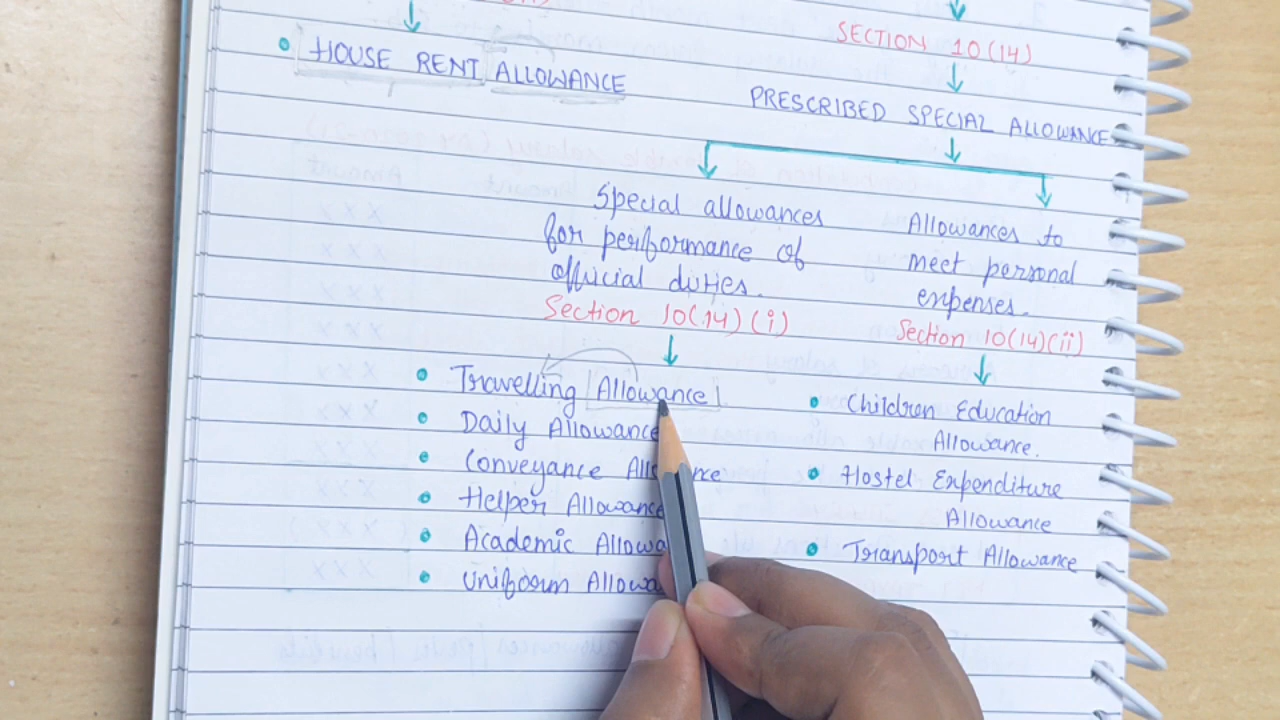 HOUSE RENT ALLOWANCE
SECTION 10(14)
PRESCRIBED SPECIAL ALLOWANCE
Special allowances
for performance of
official duties.
Section 10(14)(i)
Allowances to
meet personal
expenses.
Section 10(14)(ii)
Travelling Allowance
Daily Allowance
Conveyance
Helper Allowance
Academic
Uniform
Children Education
Allowance.
Hostel Expenditure
Allowance
Transport Allowance